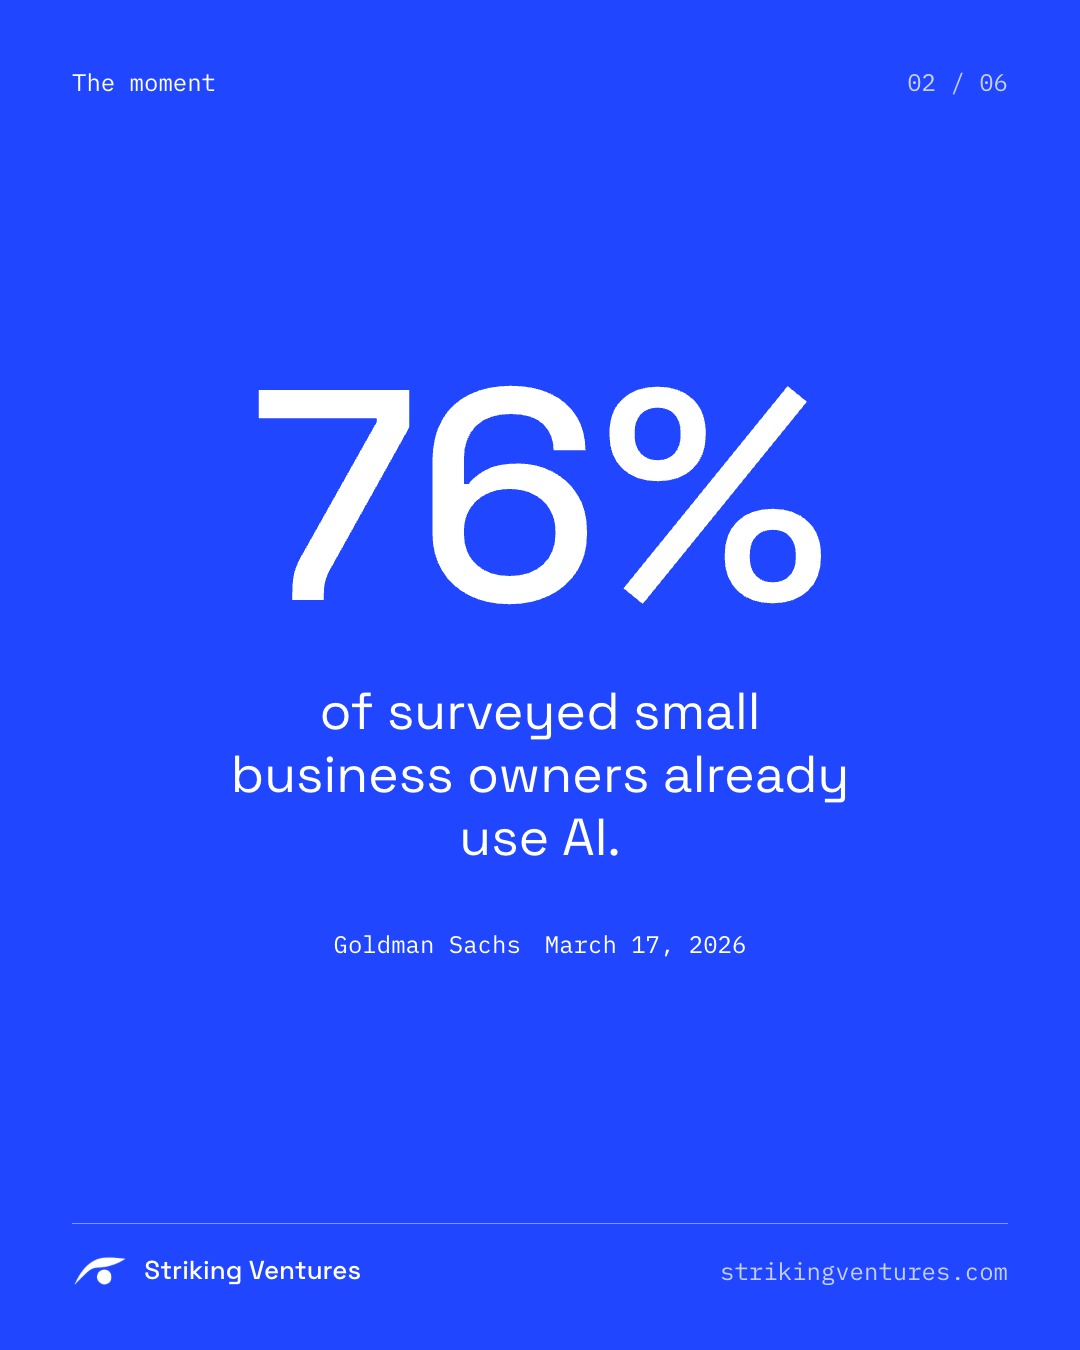 The moment
02 / 06
76%
of surveyed small
business owners already
use AI.
Goldman Sachs March 17, 2026
Striking Ventures
strikingventures.com